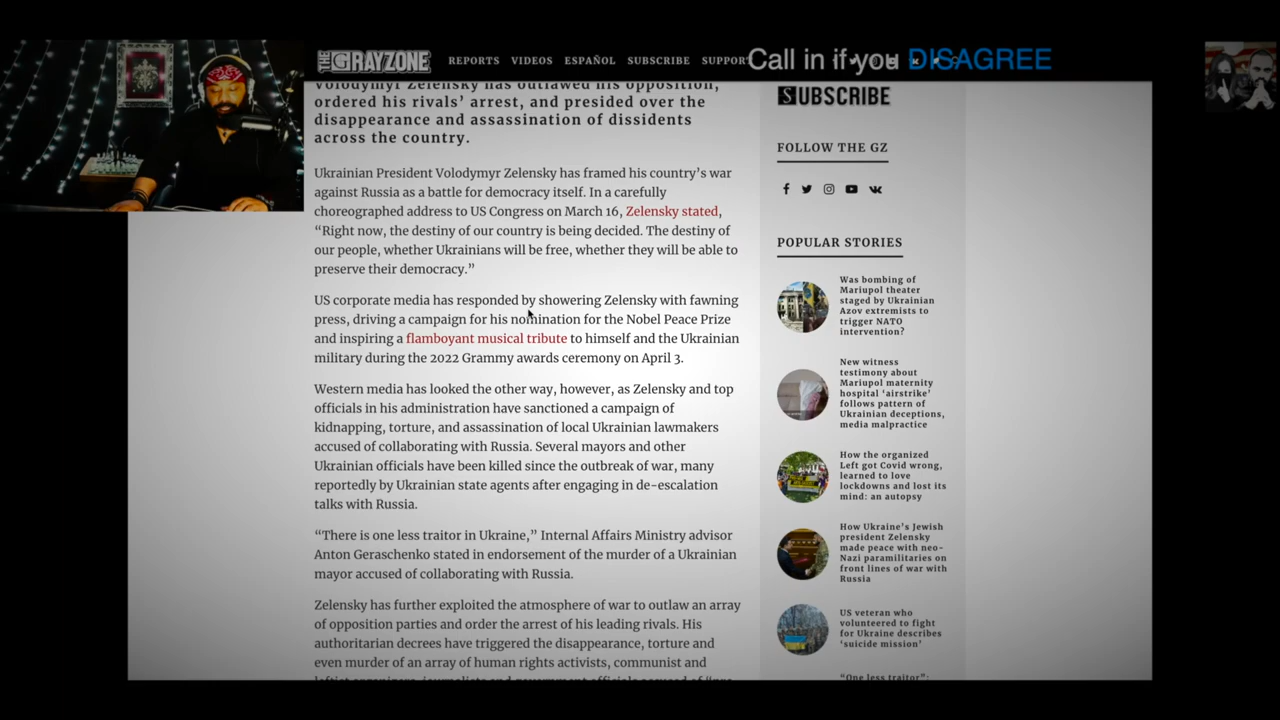 THE GRAYZONE
REPORTS VIDEOS ESPAÑOL SUBSCRIBE SUPPORT
Call in if you DISAGREE
Volodymyr Zelensky has outlawed his opposition,
ordered his rivals’ arrest, and presided over the
disappearance and assassination of dissidents
across the country.
Ukrainian President Volodymyr Zelensky has framed his country’s war
against Russia as a battle for democracy itself. In a carefully
choreographed address to US Congress on March 16, Zelensky stated,
“Right now, the destiny of our country is being decided. The destiny of
our people, whether Ukrainians will be free, whether they will be able to
preserve their democracy.”
US corporate media has responded by showering Zelensky with fawning
press, driving a campaign for his nomination for the Nobel Peace Prize
and inspiring a flamboyant musical tribute to himself and the Ukrainian
military during the 2022 Grammy awards ceremony on April 3.
Western media has looked the other way, however, as Zelensky and top
officials in his administration have sanctioned a campaign of
kidnapping, torture, and assassination of local Ukrainian lawmakers
accused of collaborating with Russia. Several mayors and other
Ukrainian officials have been killed since the outbreak of war, many
reportedly by Ukrainian state agents after engaging in de-escalation
talks with Russia.
“There is one less traitor in Ukraine,” Internal Affairs Ministry advisor
Anton Geraschenko stated in endorsement of the murder of a Ukrainian
mayor accused of collaborating with Russia.
Zelensky has further exploited the atmosphere of war to outlaw an array
of opposition parties and order the arrest of his leading rivals. His
authoritarian decrees have triggered the disappearance, torture and
even murder of an array of human rights activists, communist and
SUBSCRIBE
FOLLOW THE GZ
POPULAR STORIES
Was bombing of
Mariupol theater
staged by Ukrainian
Azov extremists to
trigger NATO
intervention?
New witness
testimony about
Mariupol maternity
hospital ‘airstrike’
follows pattern of
Ukrainian deceptions,
media malpractice
How the organized
Left got Covid wrong,
learned to love
lockdowns and lost its
mind: an autopsy
How Ukraine’s Jewish
president Zelensky
made peace with neo-
Nazi paramilitaries on
front lines of war with
Russia
US veteran who
volunteered to fight
for Ukraine describes
‘suicide mission’
“One less traitor”: